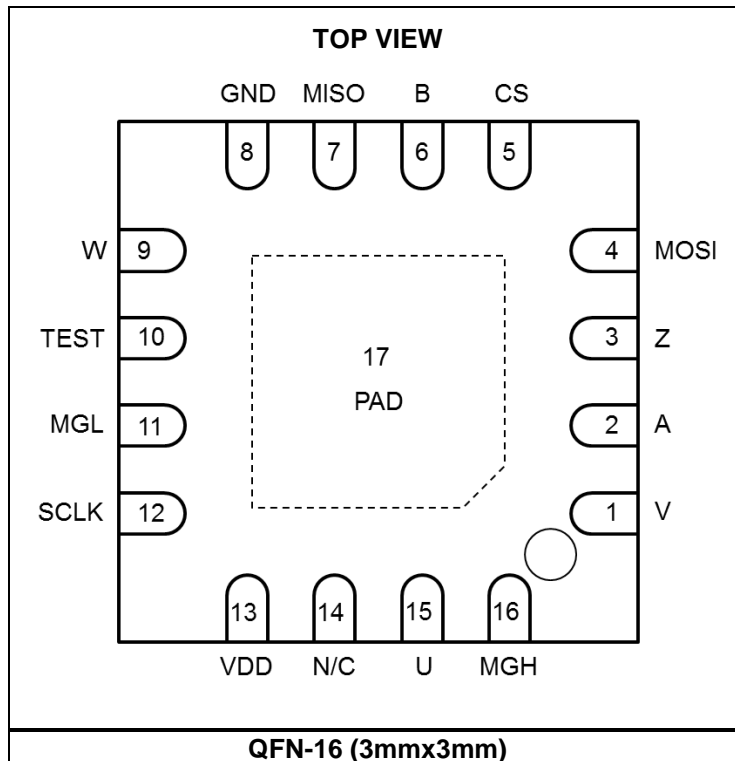 TOP VIEW
GND MISO B CS
8 7 6 5
W 9 4 MOSI
TEST 10 3 Z
17
PAD
MGL 11 2 A
SCLK 12 1 V
13 14 15 16
VDD N/C U MGH
QFN-16 (3mmx3mm)